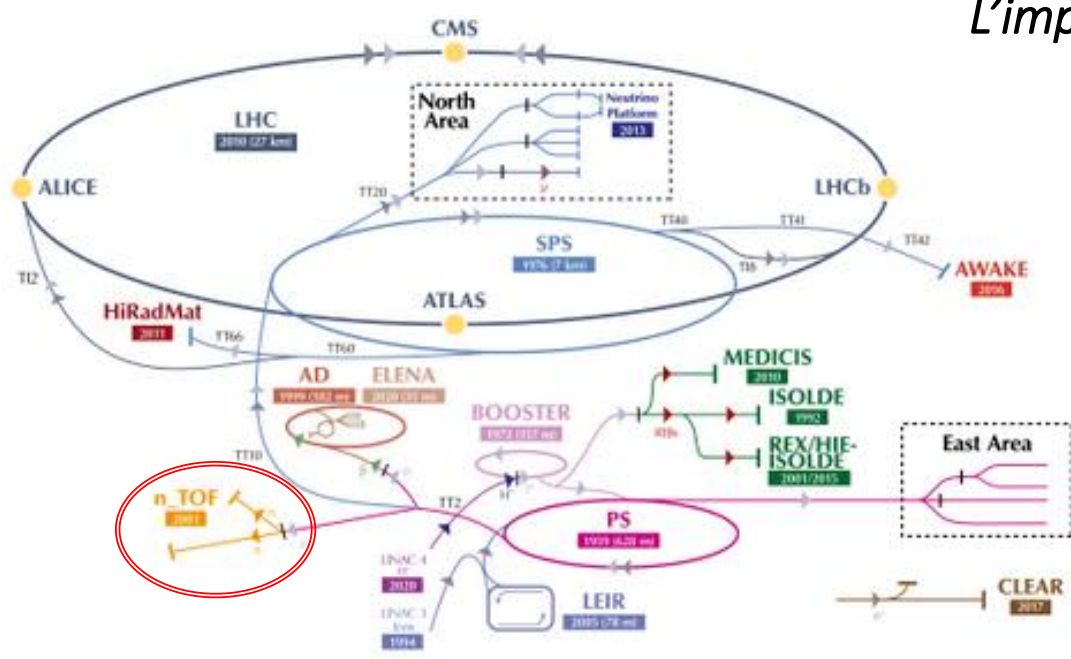 L'imp
CMS
North
Area
Neutrino
Platform
2013
LHC
2010 (27 km)
ALICE
LHCb
TT20
TT40
TT41
TT42
SPS
1976 (7 km)
TI8
AWAKE
2016
TI2
ATLAS
HiRadMat
2011
TT66
TT60
MEDICIS
2010
AD
ELENA
1999 (182 m)
ISOLDE
1992
BOOSTER
1972 (157 m)
RIBs
REX/HIE-
ISOLDE
2001/2015
East Area
TT10
n_TOF
2001
TT2
PS
1959 (628 m)
LINAC 4
2020
LEIR
2005 (78 m)
LINAC 3
1994
CLEAR
2017